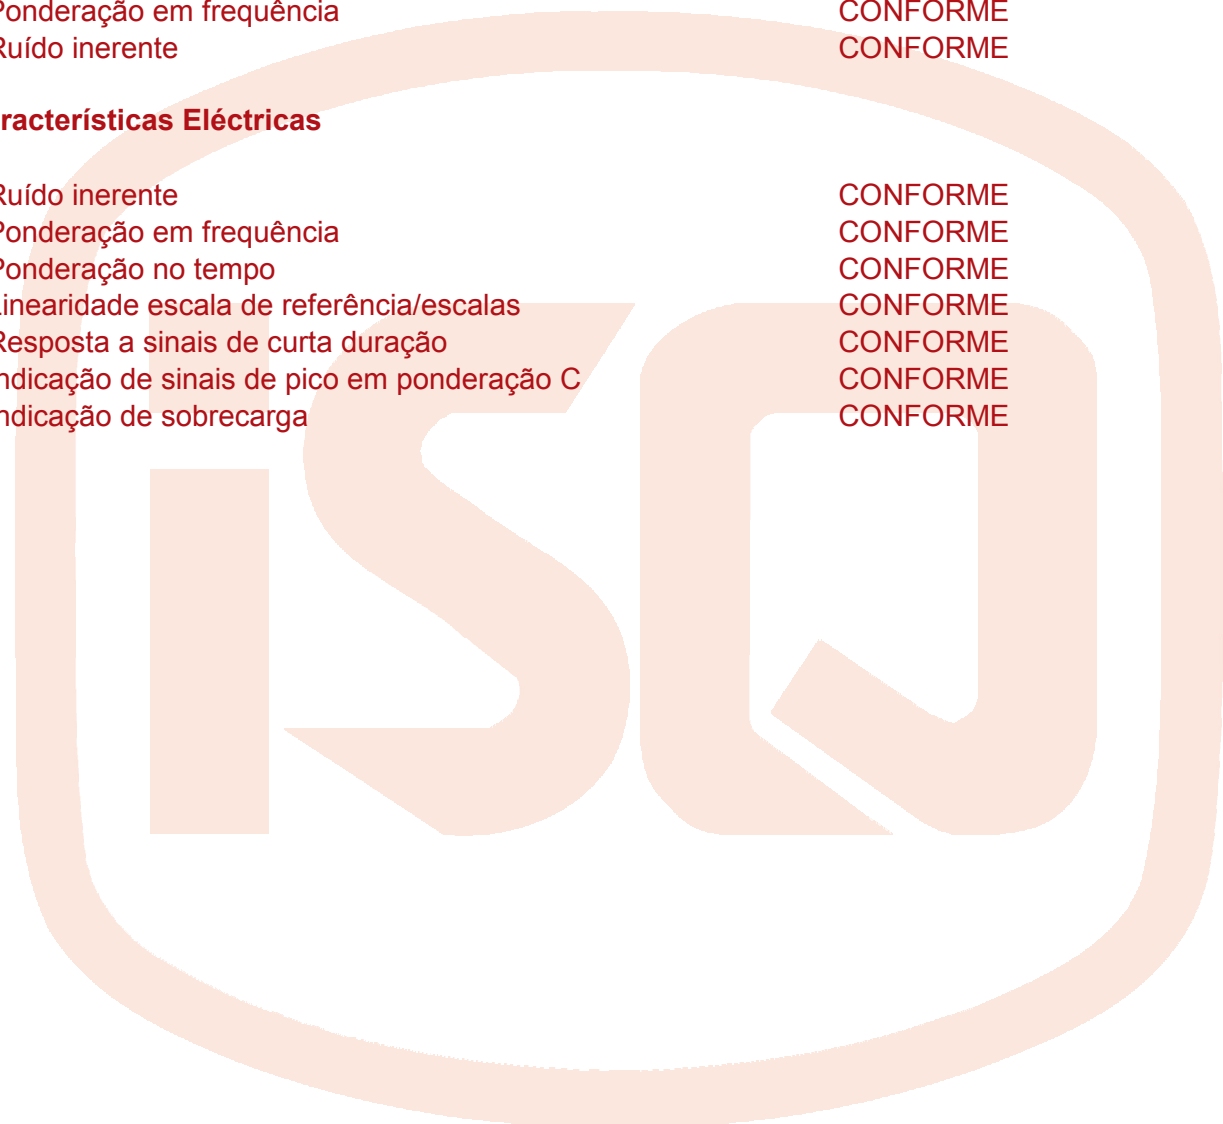 Ponderação em frequência CONFORME
Ruído inerente CONFORME
racterísticas Eléctricas
Ruído inerente CONFORME
Ponderação em frequência CONFORME
Ponderação no tempo CONFORME
Linearidade escala de referência/escalas CONFORME
Resposta a sinais de curta duração CONFORME
ndicação de sinais de pico em ponderação C CONFORME
ndicação de sobrecarga CONFORME
iSQ